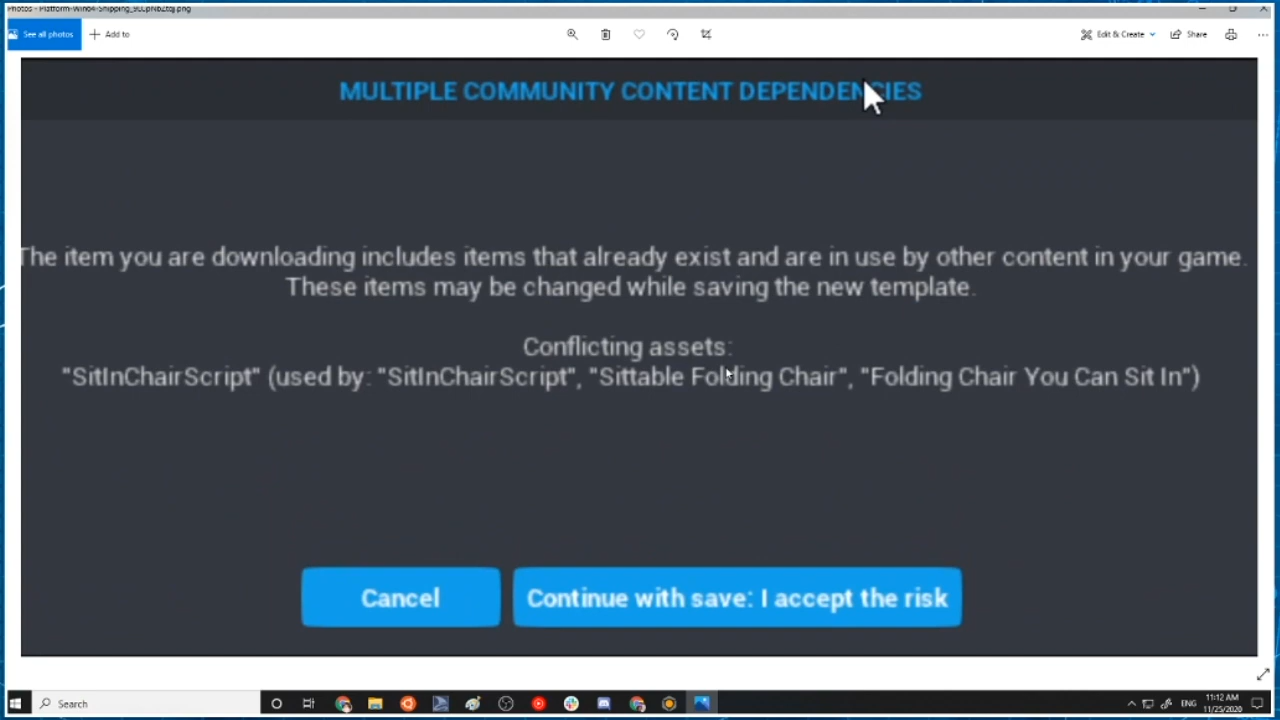 See all photos
Add to
Edit & Create
Share
MULTIPLE COMMUNITY CONTENT DEPENDENCIES
The item you are downloading includes items that already exist and are in use by other content in your game.
These items may be changed while saving the new template.
Conflicting assets:
"SitInChairScript" (used by: "SitInChairScript", "Sittable Folding Chair", "Folding Chair You Can Sit In")
Cancel
Continue with save: I accept the risk
Search
ENG
11:12 AM
11/25/2020